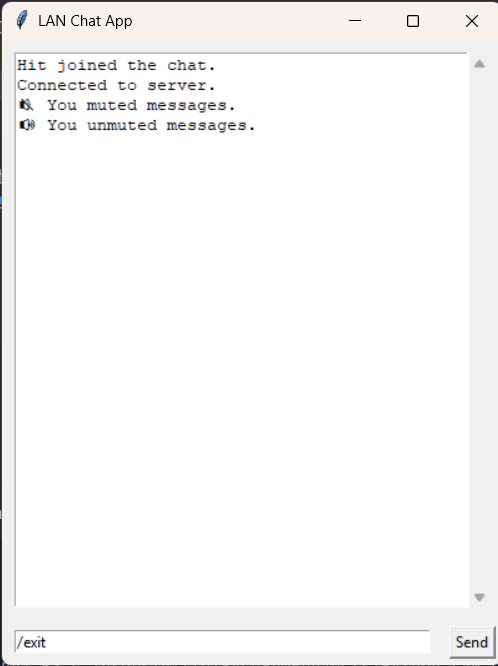 LAN Chat App
Hit joined the chat.
Connected to server.
🔇 You muted messages.
🔊 You unmuted messages.
/exit
Send